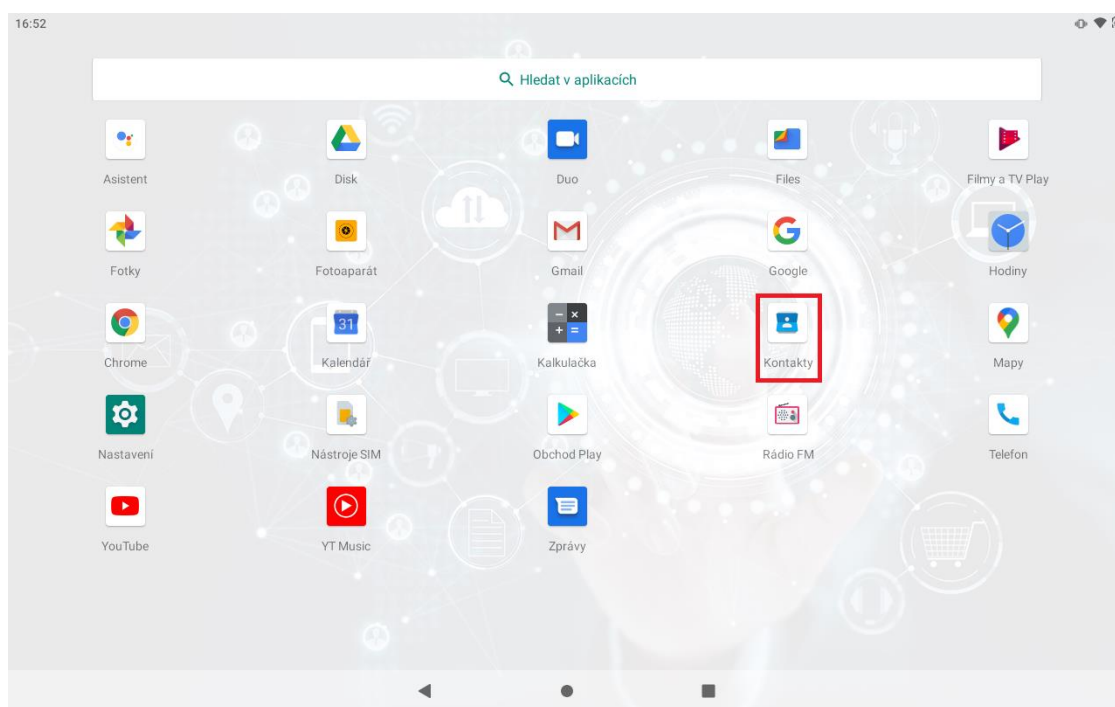 16:52
Hledat v aplikacích
Asistent
Disk
Duo
Files
Filmy a TV Play
Fotky
Fotoaparát
Gmail
Google
Hodiny
Chrome
31
Kalendář
Kalkulačka
Kontakty
Mapy
Nastavení
Nástroje SIM
Obchod Play
Rádio FM
Telefon
YouTube
YT Music
Zprávy